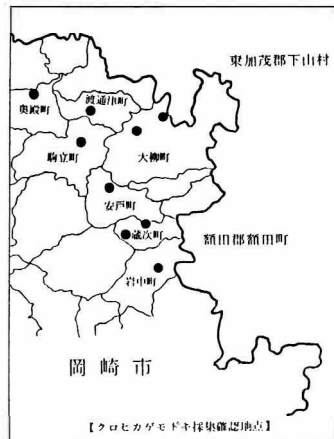 東加茂郡下山村
渡通津町
奥殿町
駒立町
大柳町
安戸町
蔵次町
額田郡額田町
岩中町
岡崎市
【クロヒカゲモドキ採集確認地点】